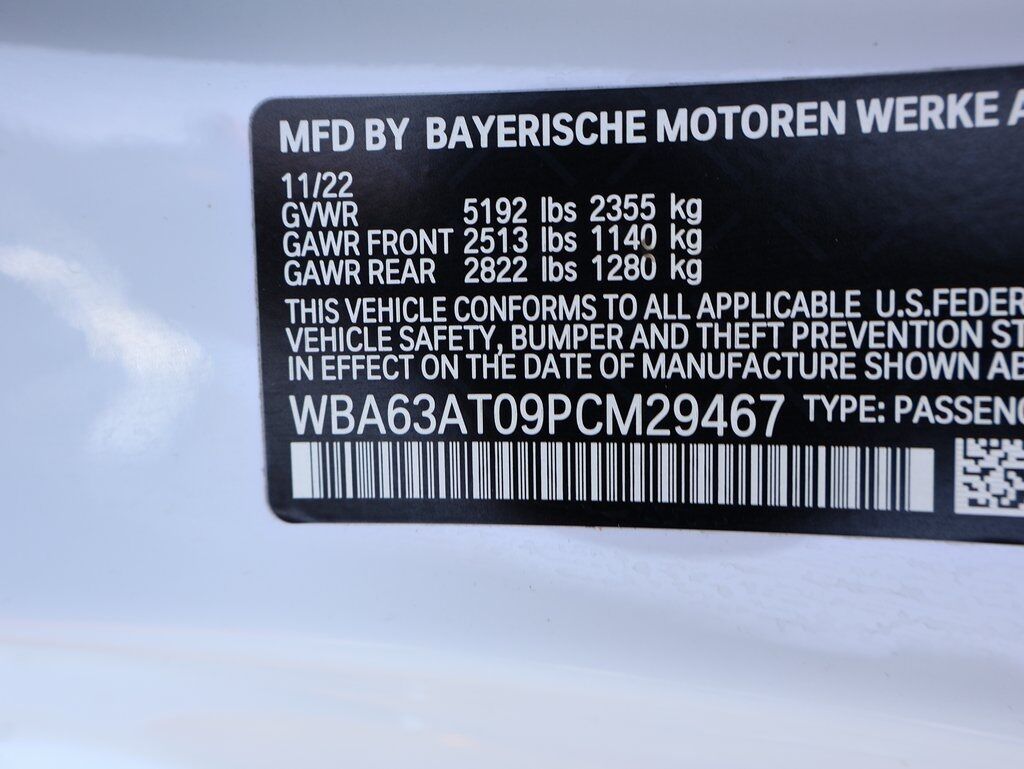 MFD BY BAYERISCHE MOTOREN WERKE
11/22
GVWR 5192 lbs 2355 kg
GAWR FRONT 2513 lbs 1140 kg
GAWR REAR 2822 lbs 1280 kg
THIS VEHICLE CONFORMS TO ALL APPLICABLE U.S.FEDER
VEHICLE SAFETY, BUMPER AND THEFT PREVENTION ST
IN EFFECT ON THE DATE OF MANUFACTURE SHOWN AB
WBA63AT09PCM29467 TYPE: PASSENG